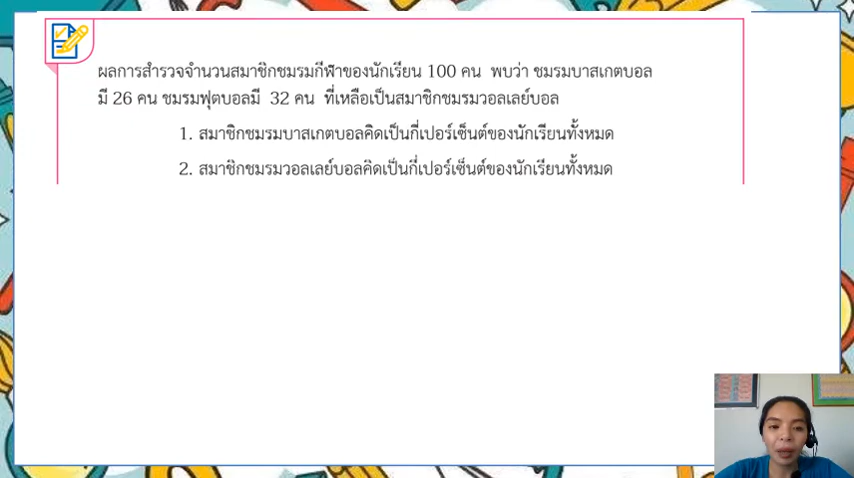 ผลการสำรวจจำนวนสมาชิกชมรมกีฬาของนักเรียน 100 คน พบว่า ชมรมบาสเกตบอล
มี 26 คน ชมรมฟุตบอลมี 32 คน ที่เหลือเป็นสมาชิกชมรมวอลเลย์บอล
1. สมาชิกชมรมบาสเกตบอลคิดเป็นกี่เปอร์เซ็นต์ของนักเรียนทั้งหมด
2. สมาชิกชมรมวอลเลย์บอลคิดเป็นกี่เปอร์เซ็นต์ของนักเรียนทั้งหมด